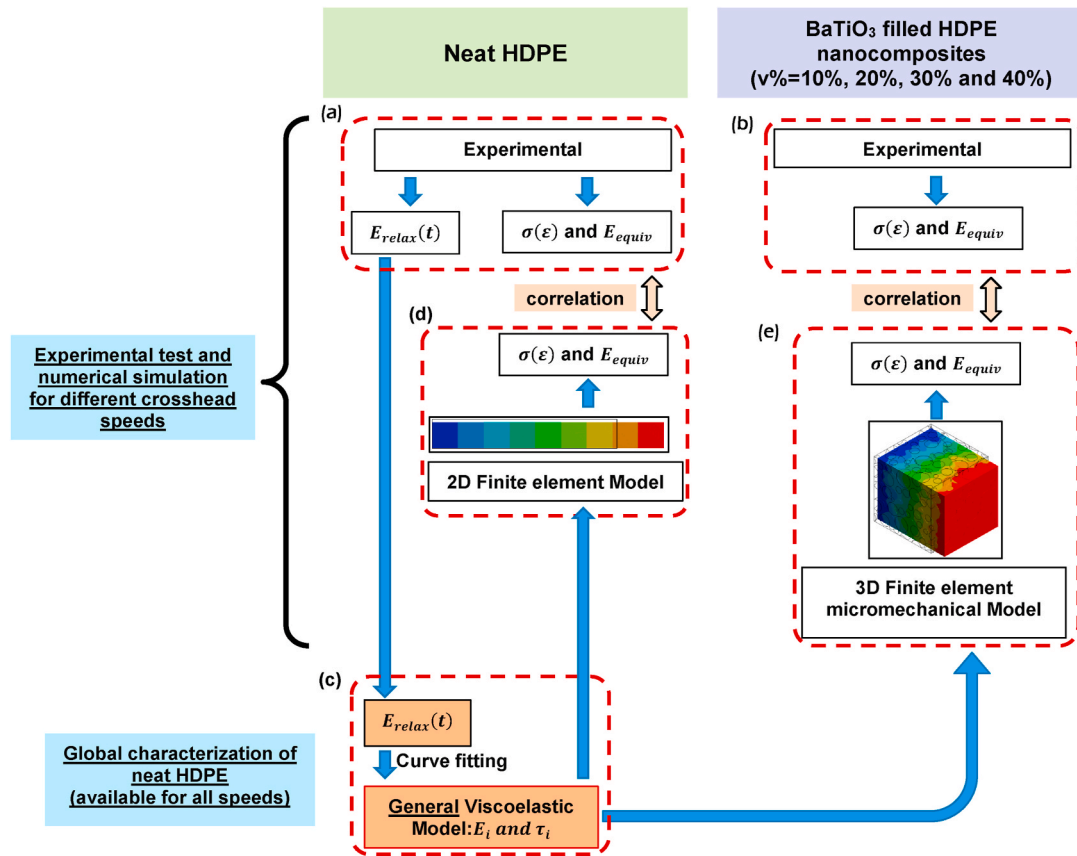 Neat HDPE
BaTiO₃ filled HDPE
nanocomposites
(v%=10%, 20%, 30% and 40%)
(a)
Experimental
E_relax(t)
σ(ε) and E_equiv
(b)
Experimental
σ(ε) and E_equiv
correlation
correlation
(d)
σ(ε) and E_equiv
2D Finite element Model
(e)
σ(ε) and E_equiv
3D Finite element
micromechanical Model
Experimental test and
numerical simulation
for different crosshead
speeds
(c)
E_relax(t)
Curve fitting
General Viscoelastic
Model:E_i and τ_i
Global characterization of
neat HDPE
(available for all speeds)